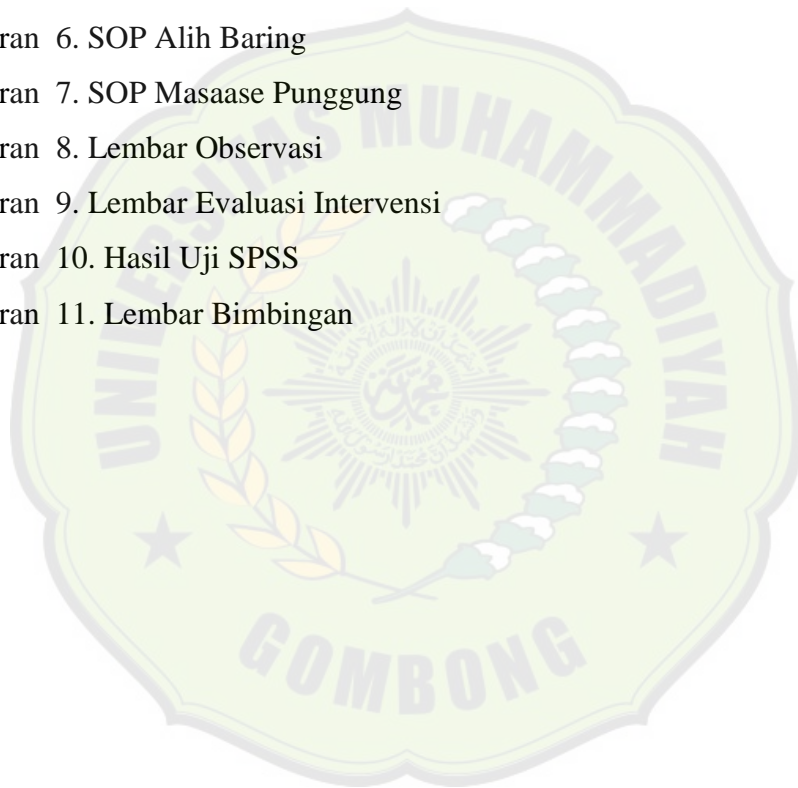 ran 6. SOP Alih Baring
ran 7. SOP Masaase Punggung
ran 8. Lembar Observasi
ran 9. Lembar Evaluasi Intervensi
ran 10. Hasil Uji SPSS
ran 11. Lembar Bimbingan
UNIVERSITAS MUHAMMADIYAH
GOMBONG